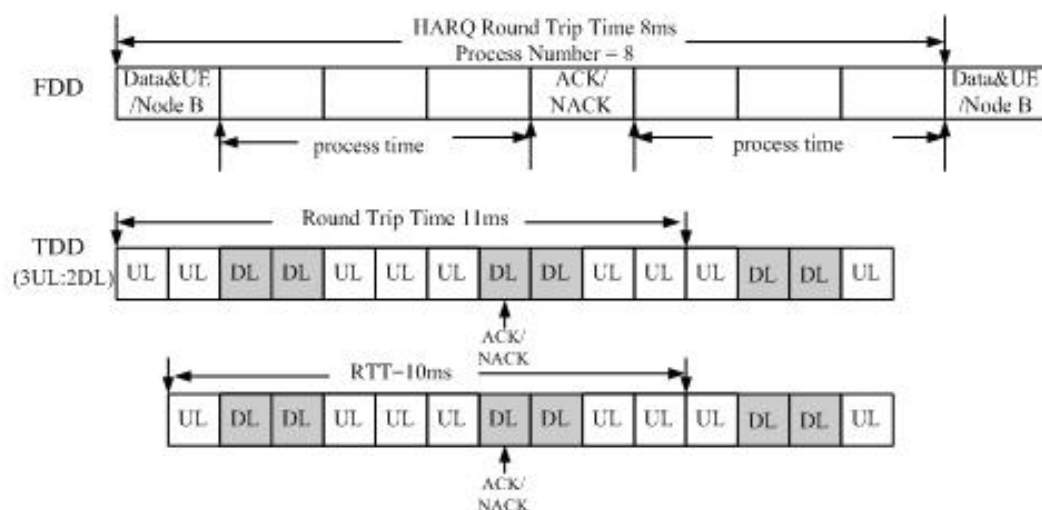 HARQ Round Trip Time 8ms
Process Number = 8
FDD
Data&UE
/Node B
ACK/
NACK
Data&UE
/Node B
process time
process time
Round Trip Time 11ms
TDD
(3UL:2DL)
UL UL DL DL UL UL UL DL DL UL UL UL DL DL UL
ACK/
NACK
RTT=10ms
UL DL DL UL UL UL DL DL UL UL UL DL DL UL
ACK/
NACK